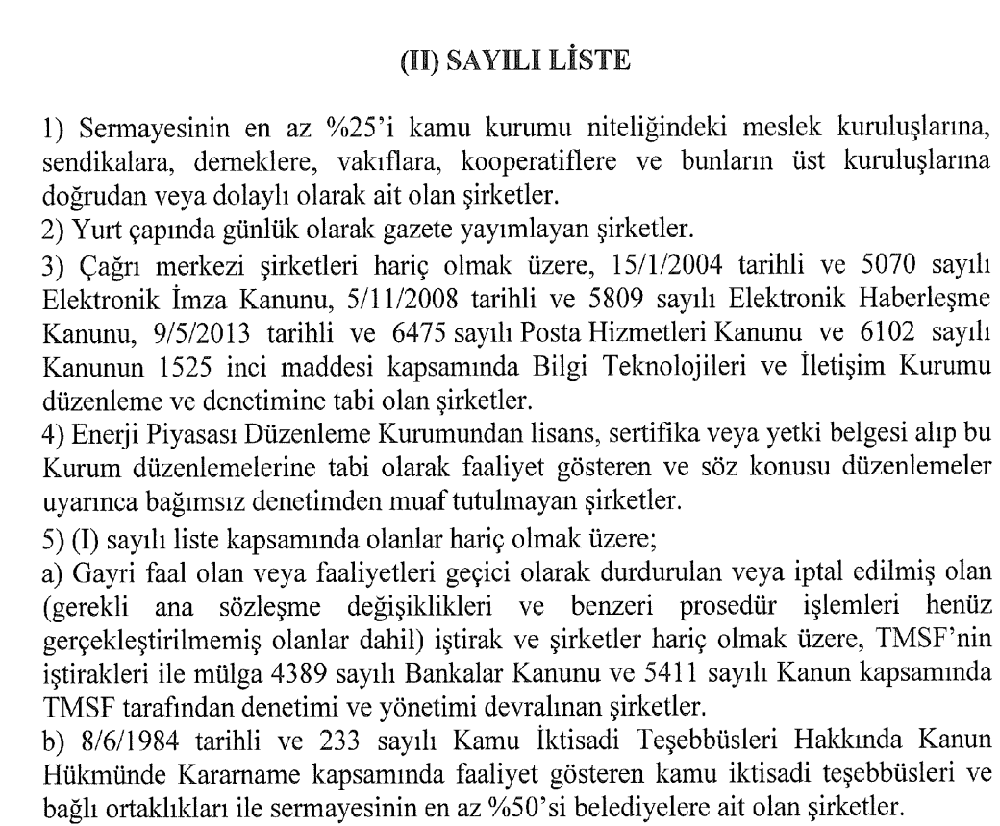 (II) SAYILI LİSTE
1) Sermayesinin en az %25'i kamu kurumu niteliğindeki meslek kuruluşlarına,
sendikalara, derneklere, vakıflara, kooperatiflere ve bunların üst kuruluşlarına
doğrudan veya dolaylı olarak ait olan şirketler.
2) Yurt çapında günlük olarak gazete yayımlayan şirketler.
3) Çağrı merkezi şirketleri hariç olmak üzere, 15/1/2004 tarihli ve 5070 sayılı
Elektronik İmza Kanunu, 5/11/2008 tarihli ve 5809 sayılı Elektronik Haberleşme
Kanunu, 9/5/2013 tarihli ve 6475 sayılı Posta Hizmetleri Kanunu ve 6102 sayılı
Kanunun 1525 inci maddesi kapsamında Bilgi Teknolojileri ve İletişim Kurumu
düzenleme ve denetimine tabi olan şirketler.
4) Enerji Piyasası Düzenleme Kurumundan lisans, sertifika veya yetki belgesi alıp bu
Kurum düzenlemelerine tabi olarak faaliyet gösteren ve söz konusu düzenlemeler
uyarınca bağımsız denetimden muaf tutulmayan şirketler.
5) (I) sayılı liste kapsamında olanlar hariç olmak üzere;
a) Gayri faal olan veya faaliyetleri geçici olarak durdurulan veya iptal edilmiş olan
(gerekli ana sözleşme değişiklikleri ve benzeri prosedür işlemleri henüz
gerçekleştirilmemiş olanlar dahil) iştirak ve şirketler hariç olmak üzere, TMSF'nin
iştirakleri ile mülga 4389 sayılı Bankalar Kanunu ve 5411 sayılı Kanun kapsamında
TMSF tarafından denetimi ve yönetimi devralınan şirketler.
b) 8/6/1984 tarihli ve 233 sayılı Kamu İktisadi Teşebbüsleri Hakkında Kanun
Hükmünde Kararname kapsamında faaliyet gösteren kamu iktisadi teşebbüsleri ve
bağlı ortaklıkları ile sermayesinin en az %50'si belediyelere ait olan şirketler.